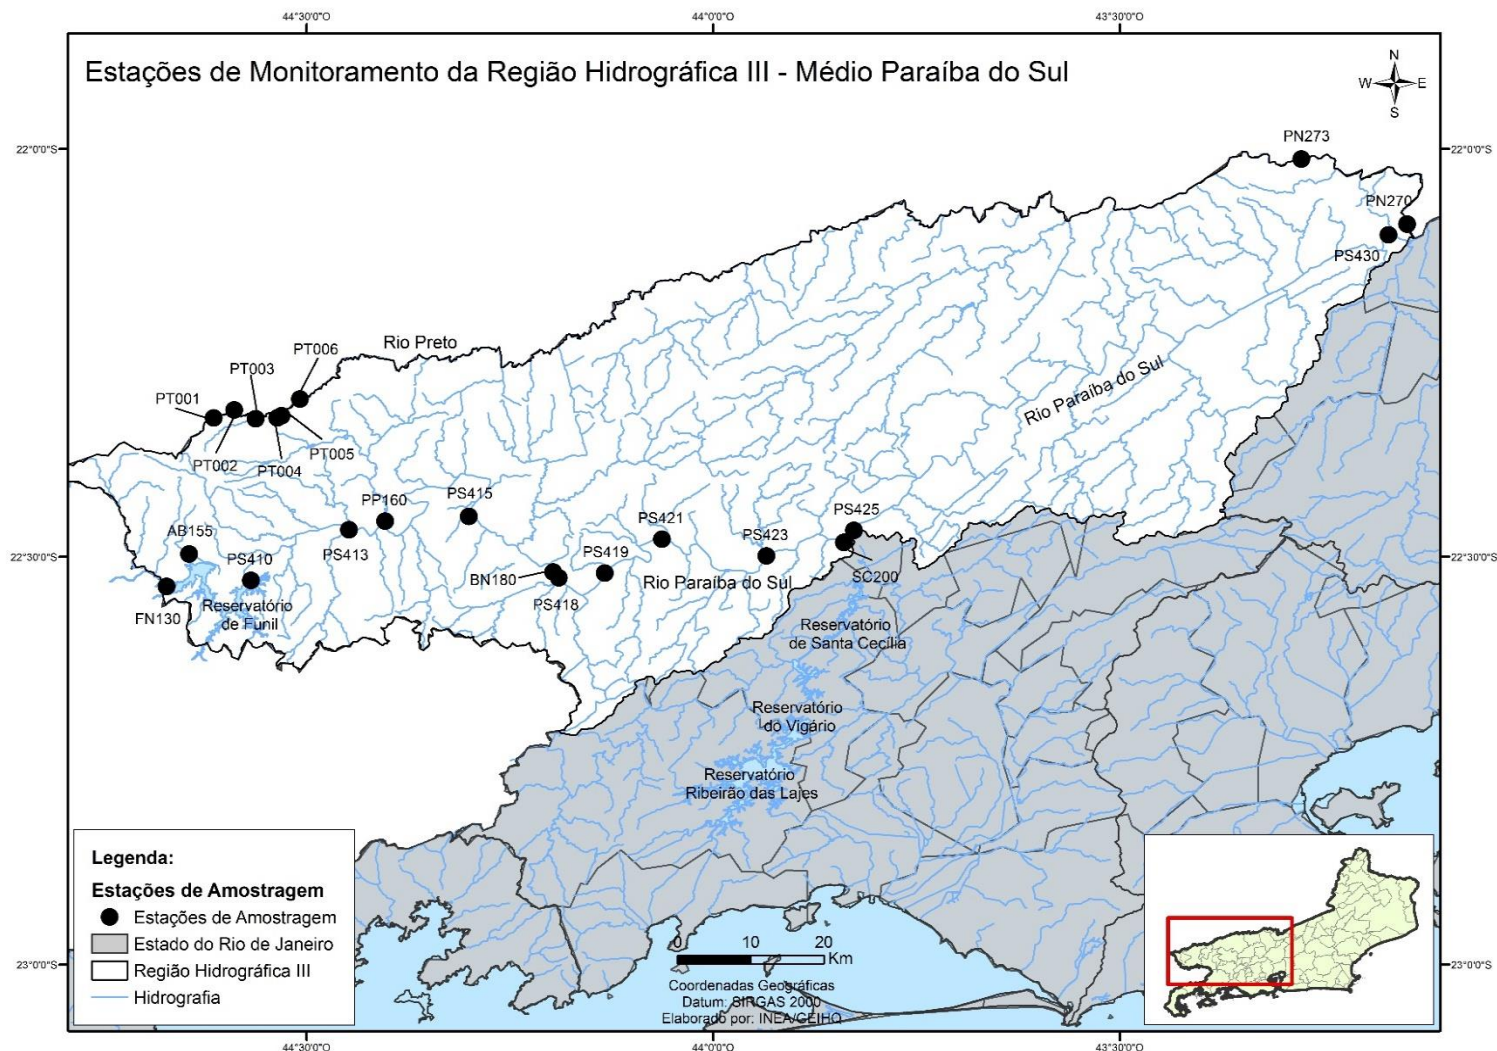 44°30'0"O
44°0'0"O
43°30'0"O
Estações de Monitoramento da Região Hidrográfica III - Médio Paraíba do Sul
N
W
E
S
22°0'0"S
22°0'0"S
PN273
PN270
PS430
Rio Preto
PT006
PT003
PT001
PT002
PT004
PT005
Rio Paraíba do Sul
PP160
PS415
PS413
AB155
PS410
FN130
Reservatório
de Funil
BN180
PS418
PS419
PS421
PS423
PS425
SC200
Rio Paraíba do Sul
22°30'0"S
22°30'0"S
Reservatório
de Santa Cecília
Reservatório
do Vigário
Reservatório
Ribeirão das Lajes
Legenda:
Estações de Amostragem
Estações de Amostragem
Estado do Rio de Janeiro
Região Hidrográfica III
Hidrografia
0
10
20
Km
Coordenadas Geográficas
Datum: SIRGAS 2000
Elaborado por: INEA/GEIHQ
23°0'0"S
23°0'0"S
44°30'0"O
44°0'0"O
43°30'0"O